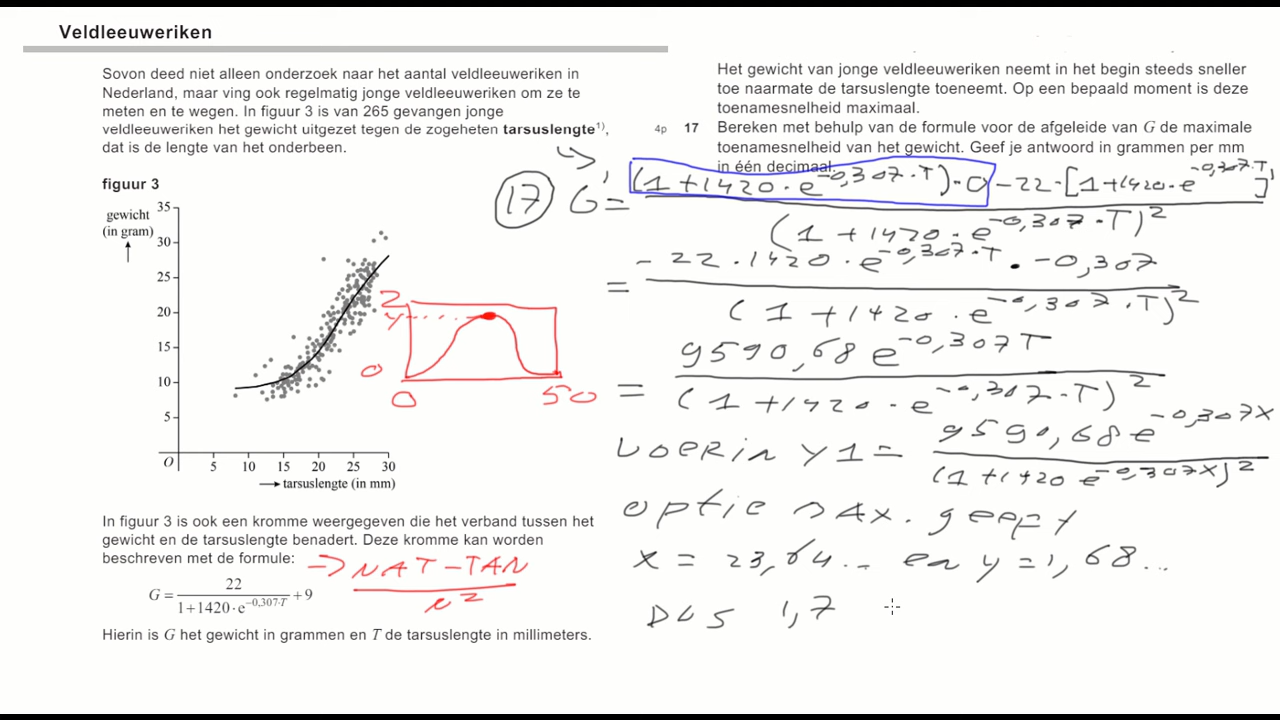 Veldleeuweriken
Sovon deed niet alleen onderzoek naar het aantal veldleeuweriken in
Nederland, maar ving ook regelmatig jonge veldleeuweriken om ze te
meten en te wegen. In figuur 3 is van 265 gevangen jonge
veldleeuweriken het gewicht uitgezet tegen de zogeheten tarsuslengte¹⁾,
dat is de lengte van het onderbeen.
figuur 3
gewicht
(in gram)
35
30
25
20
15
10
5
O
5 10 15 20 25 30
tarsuslengte (in mm)
2
y
0
0 50
In figuur 3 is ook een kromme weergegeven die het verband tussen het
gewicht en de tarsuslengte benadert. Deze kromme kan worden
beschreven met de formule:
→ NAT-TAN / n²
G = 22 / (1+1420·e^(-0,307·T)) + 9
Hierin is G het gewicht in grammen en T de tarsuslengte in millimeters.
Het gewicht van jonge veldleeuweriken neemt in het begin steeds sneller
toe naarmate de tarsuslengte toeneemt. Op een bepaald moment is deze
toenamesnelheid maximaal.
4p 17 Bereken met behulp van de formule voor de afgeleide van G de maximale
toenamesnelheid van het gewicht. Geef je antwoord in grammen per mm
in één decimaal.
17 G' = ((1+1420·e^(-0,307·T))·0 - 22·[1+1420·e^(-0,307·T)]') / (1+1420·e^(-0,307·T))²
= (-22·1420·e^(-0,307·T)·-0,307) / (1+1420·e^(-0,307·T))²
= 9590,68 e^(-0,307T) / (1+1420·e^(-0,307·T))²
voer in y1 = 9590,68 e^(-0,307X) / (1+1420 e^(-0,307X))²
optie max. geeft
x = 23,64... en y = 1,68...
DUS 1,7